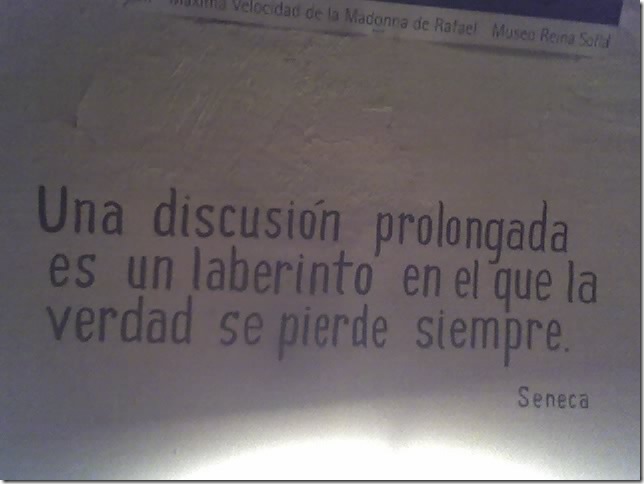 Máxima Velocidad de la Madonna de Rafael Museo Reina Sofía
Una discusión prolongada
es un laberinto en el que la
verdad se pierde siempre.
Seneca